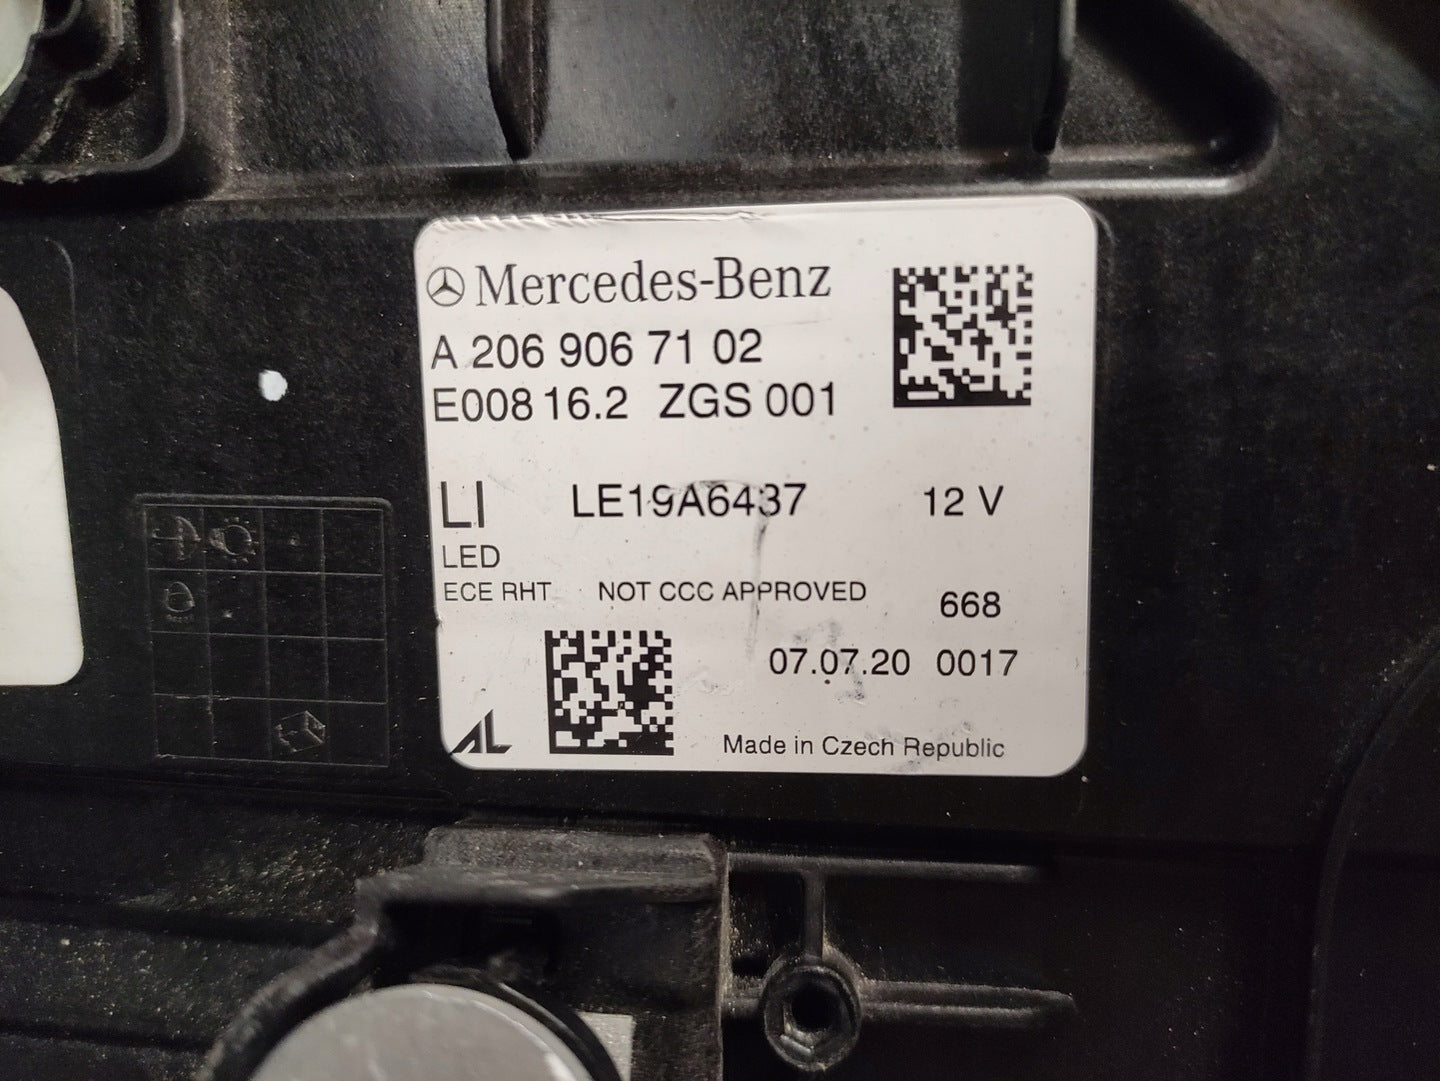 Mercedes-Benz
A 206 906 71 02
E008 16.2 ZGS 001
LI LE19A6437 12 V
LED
ECE RHT NOT CCC APPROVED 668
07.07.20 0017
AL
Made in Czech Republic